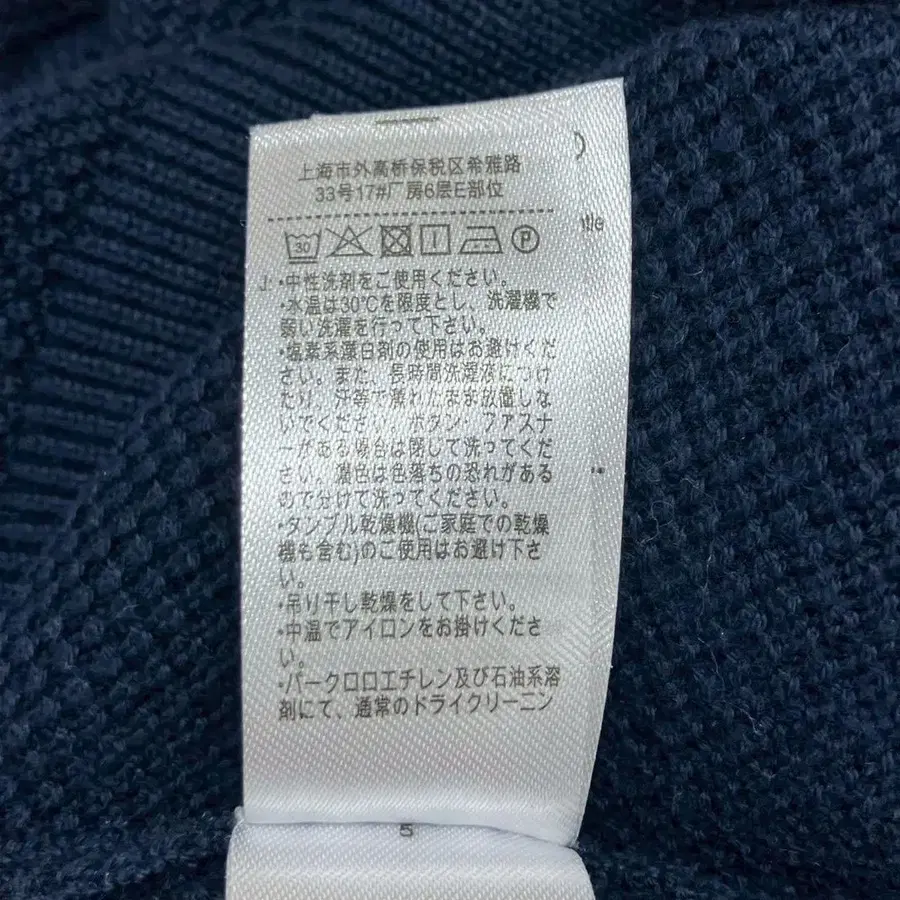 上海市外高桥保税区希雅路
33号17#厂房6层E部位
30 P
・中性洗剤をご使用ください。
・水温は30℃を限度とし、洗濯機で
弱い洗濯を行って下さい。
・塩素系漂白剤の使用はお避けくだ
さい。また、長時間洗濯液につけ
たり、汗等で濡れたまま放置しな
いでください。ボタン・ファスナ
ーがある場合は閉じて洗ってくだ
さい。濃色は色落ちの恐れがある
ので分けて洗ってください。
・タンブル乾燥機(ご家庭での乾燥
機も含む)のご使用はお避け下さ
い。
・吊り干し乾燥をして下さい。
・中温でアイロンをお掛けくださ
い。
・パークロロエチレン及び石油系溶
剤にて、通常のドライクリーニン
5